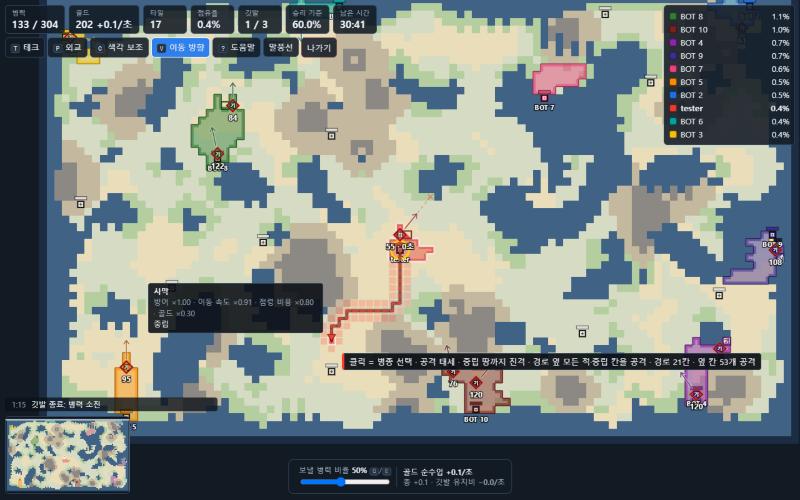 병력 골드 타일 점유율 깃발 승리 기준 남은 시간
133 / 304 202 +0.1/초 17 0.4% 1 / 3 60.0% 30:41
T 테크 P 외교 C 색각 보조 V 이동 방향 ? 도움말 말풍선 나가기
BOT 8 1.1%
BOT 10 1.0%
BOT 4 0.7%
BOT 9 0.7%
BOT 7 0.6%
BOT 5 0.5%
BOT 2 0.5%
tester 0.4%
BOT 6 0.4%
BOT 3 0.4%
BOT 7
84
122
tester
108
사막
방어 ×1.00 · 이동 속도 ×0.91 · 점령 비용 ×0.80
· 골드 ×0.30
중립
클릭 = 병종 선택 · 공격 태세 · 중립 땅까지 진격 · 경로 옆 모든 적·중립 칸을 공격 · 경로 21칸 · 옆 칸 53개 공격
95
76
120
BOT 10
120
1:15 깃발 종료: 병력 소진
보낼 병력 비율 50% Q / E
골드 순수입 +0.1/초
총 +0.1 · 깃발 유지비 −0.0/초